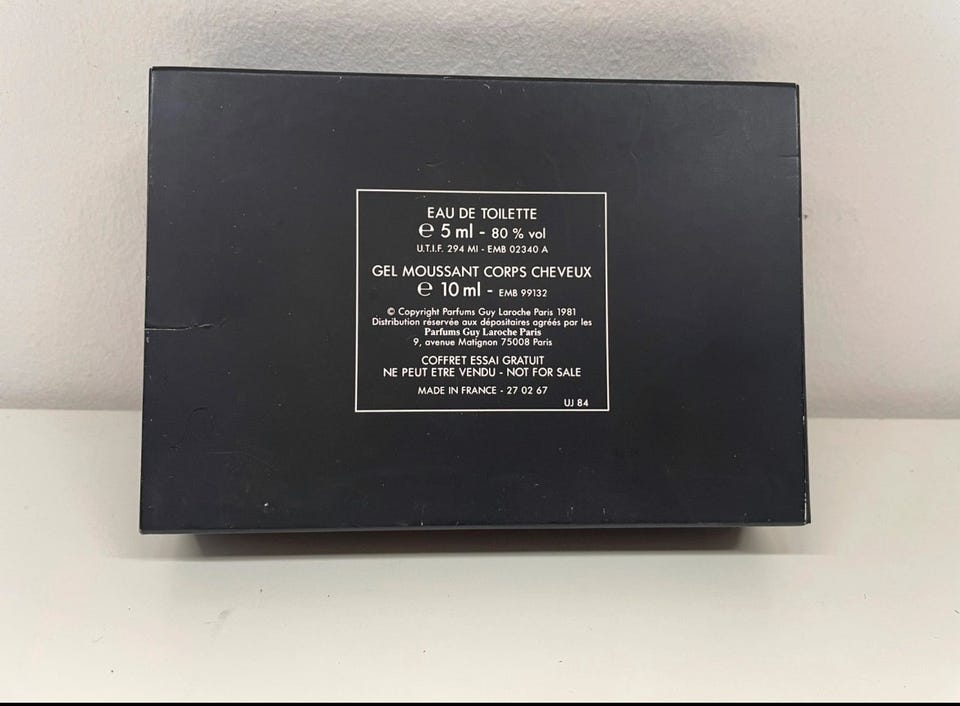 EAU DE TOILETTE
℮ 5 ml - 80 % vol
U.T.I.F. 294 MI - EMB 02340 A
GEL MOUSSANT CORPS CHEVEUX
℮ 10 ml - EMB 99132
© Copyright Parfums Guy Laroche Paris 1981
Distribution réservée aux dépositaires agréés par les
Parfums Guy Laroche Paris
9, avenue Matignon 75008 Paris
COFFRET ESSAI GRATUIT
NE PEUT ETRE VENDU - NOT FOR SALE
MADE IN FRANCE - 27 02 67
UJ 84